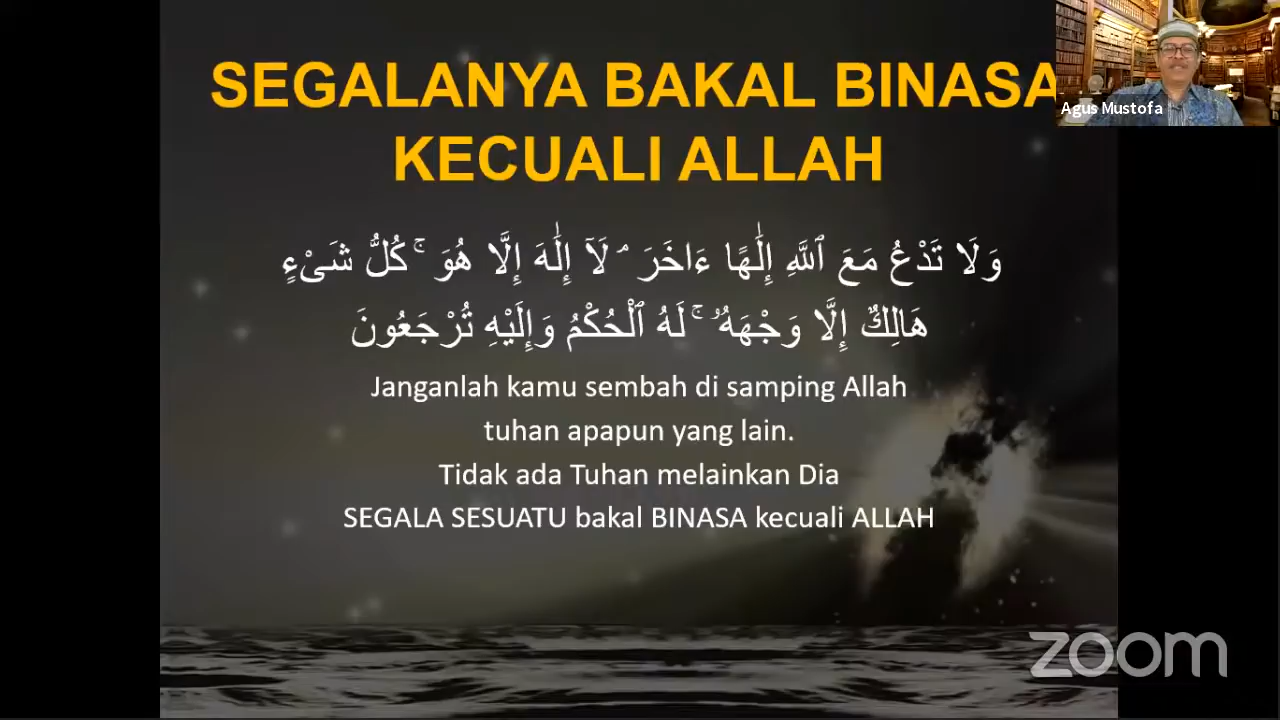 SEGALANYA BAKAL BINASA
KECUALI ALLAH
Agus Mustofa
وَلَا تَدْعُ مَعَ ٱللَّهِ إِلَٰهًا ءَاخَرَ ۘ لَآ إِلَٰهَ إِلَّا هُوَ ۚ كُلُّ شَىْءٍ
هَالِكٌ إِلَّا وَجْهَهُۥ ۚ لَهُ ٱلْحُكْمُ وَإِلَيْهِ تُرْجَعُونَ
Janganlah kamu sembah di samping Allah
tuhan apapun yang lain.
Tidak ada Tuhan melainkan Dia
SEGALA SESUATU bakal BINASA kecuali ALLAH
zoom